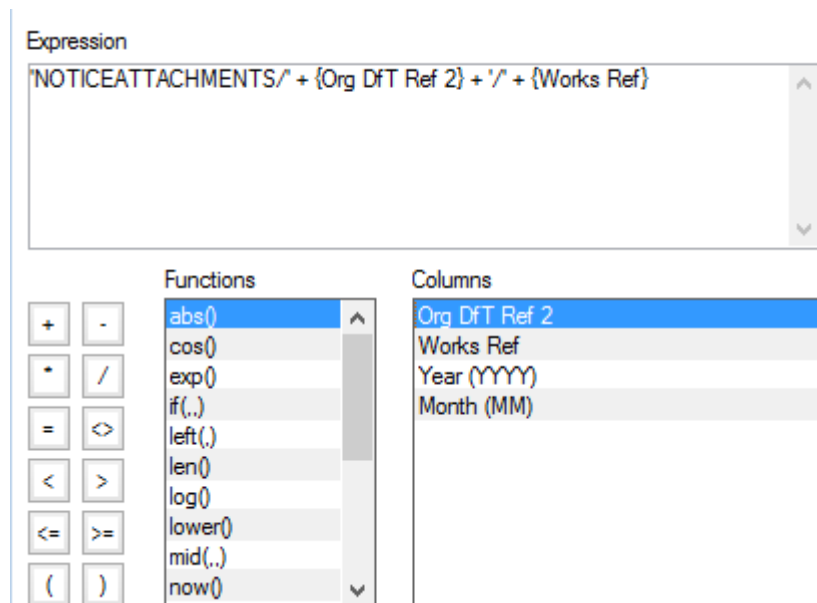 Expression
'NOTICEATTACHMENTS/' + {Org DfT Ref 2} + '/' + {Works Ref}
Functions
Columns
+ -
* /
= <>
< >
<= >=
( )
abs()
cos()
exp()
if(,,)
left(,)
len()
log()
lower()
mid(,,)
now()
Org DfT Ref 2
Works Ref
Year (YYYY)
Month (MM)